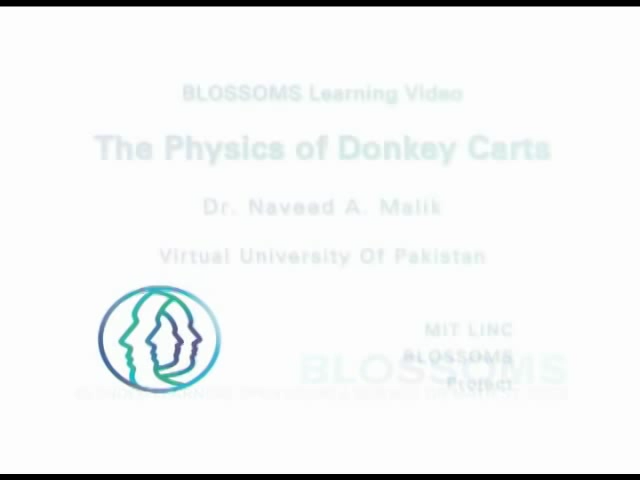 BLOSSOMS Learning Video
The Physics of Donkey Carts
Dr. Naveed A. Malik
Virtual University Of Pakistan
MIT LINC
BLOSSOMS
Project
BLOSSOMS